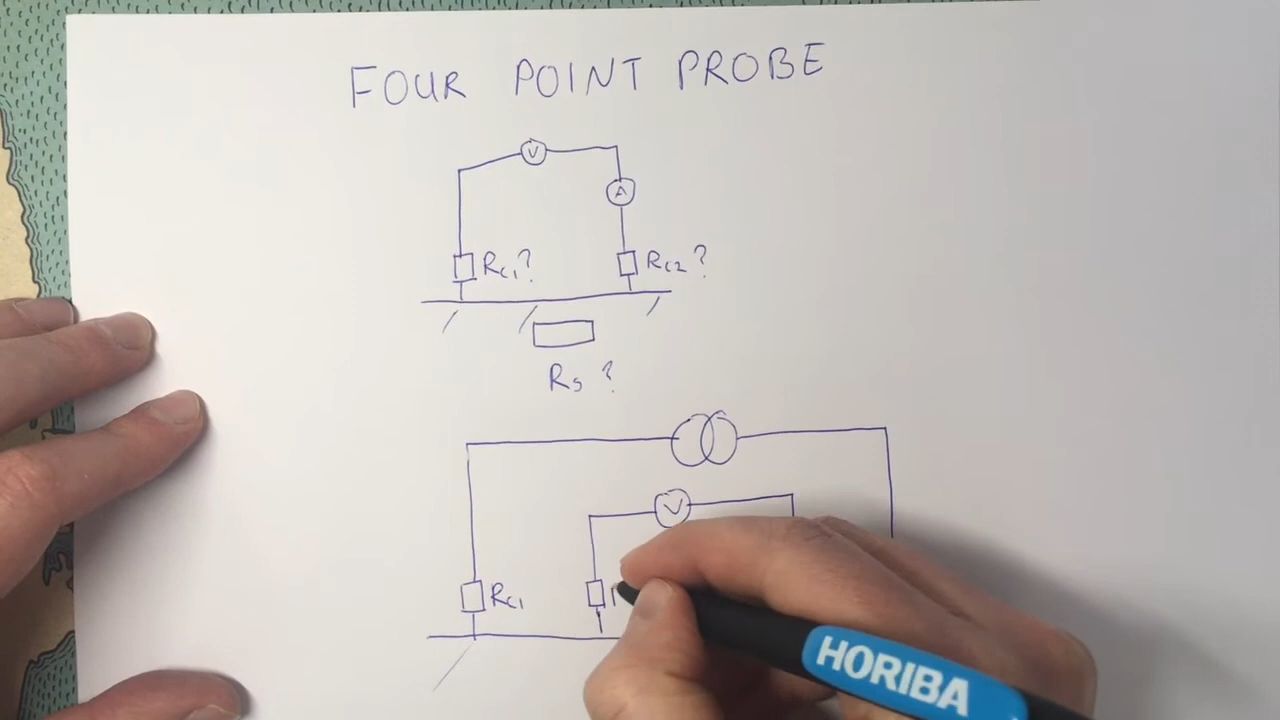 FOUR POINT PROBE
V
A
Rc1?
Rc2?
Rs ?
V
Rc1
HORIBA